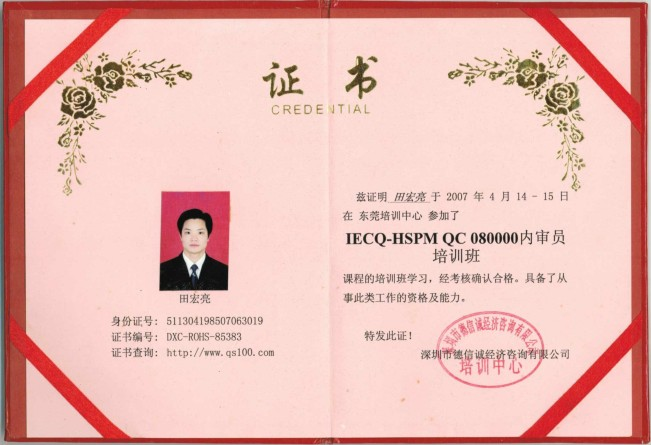 证 书
CREDENTIAL
田宏亮
身份证号: 511304198507063019
证书编号: DXC-ROHS-85383
证书查询: http://www.qs100.com
兹证明 田宏亮 于 2007 年 4 月 14-15 日
在 东莞培训中心 参加了
IECQ-HSPM QC 080000内审员
培训班
课程的培训班学习, 经考核确认合格。具备了从
事此类工作的资格及能力。
特发此证!
深圳市德信诚经济咨询有限公司
深圳市德信诚经济咨询有限公司
培训中心